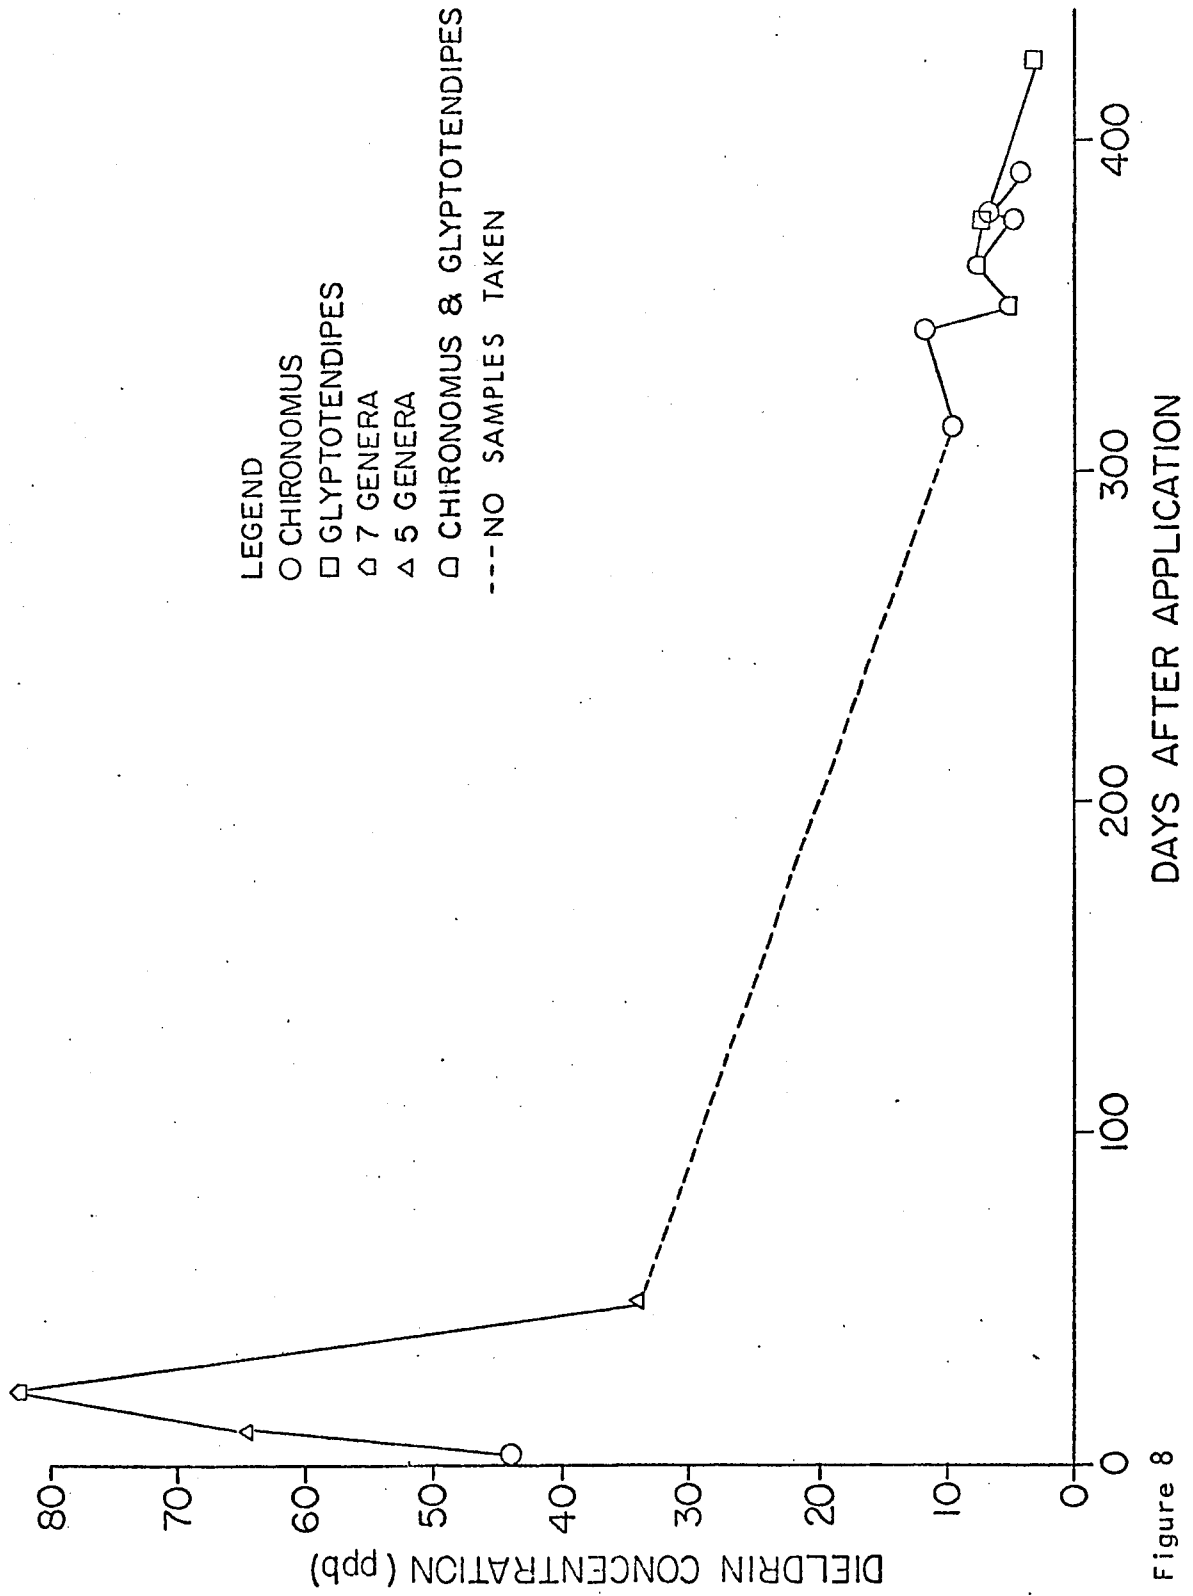 80
70
60
50
40
30
20
10
0
DIELDRIN CONCENTRATION (ppb)
LEGEND
○ CHIRONOMUS
□ GLYPTOTENDIPES
⌂ 7 GENERA
△ 5 GENERA
CHIRONOMUS & GLYPTOTENDIPES
--- NO SAMPLES TAKEN
0 100 200 300 400
DAYS AFTER APPLICATION
Figure 8